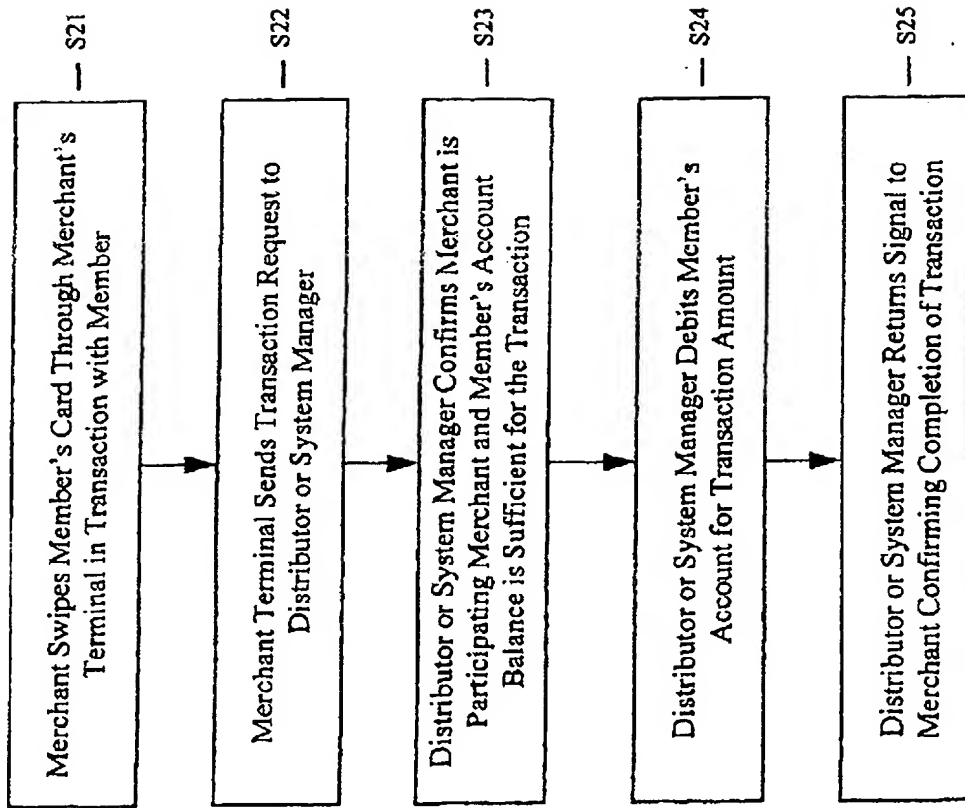 Merchant Swipes Member's Card Through Merchant's
Terminal in Transaction with Member
S21
Merchant Terminal Sends Transaction Request to
Distributor or System Manager
S22
Distributor or System Manager Confirms Merchant is
Participating Merchant and Member's Account
Balance is Sufficient for the Transaction
S23
Distributor or System Manager Debits Member's
Account for Transaction Amount
S24
Distributor or System Manager Returns Signal to
Merchant Confirming Completion of Transaction
S25